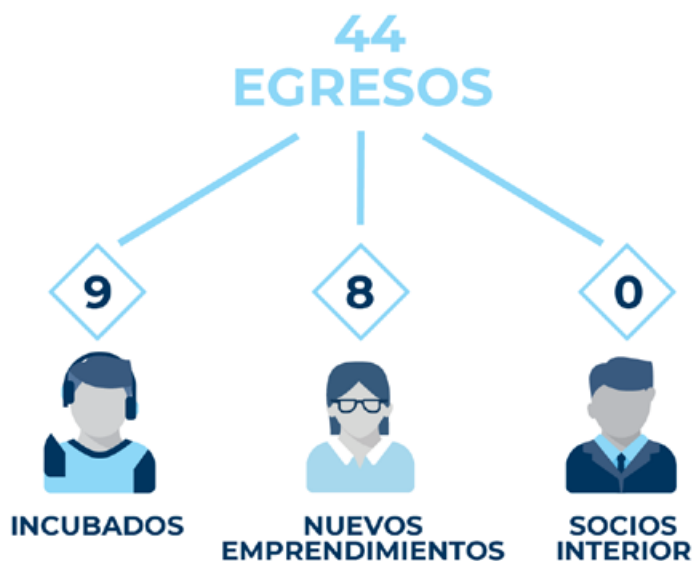 44
EGRESOS
9
8
0
INCUBADOS
NUEVOS
EMPRENDIMIENTOS
SOCIOS
INTERIOR